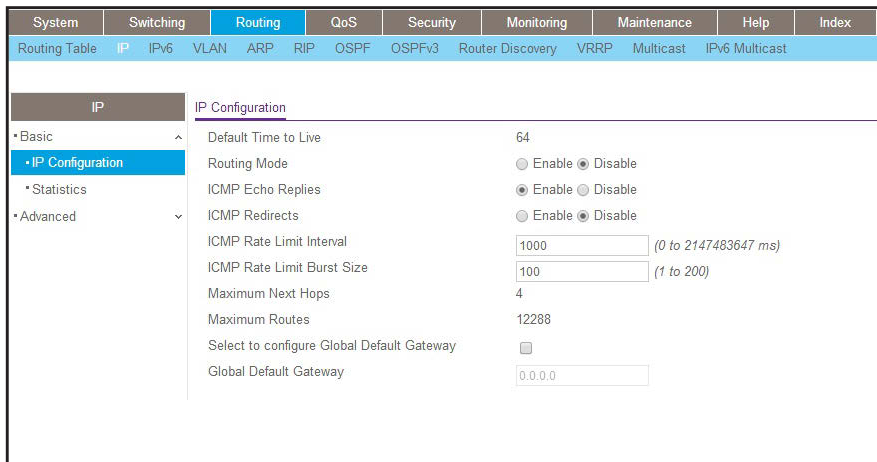 System Switching Routing QoS Security Monitoring Maintenance Help Index
Routing Table IP IPv6 VLAN ARP RIP OSPF OSPFv3 Router Discovery VRRP Multicast IPv6 Multicast
IP
Basic
IP Configuration
Statistics
Advanced
IP Configuration
Default Time to Live 64
Routing Mode Enable Disable
ICMP Echo Replies Enable Disable
ICMP Redirects Enable Disable
ICMP Rate Limit Interval 1000 (0 to 2147483647 ms)
ICMP Rate Limit Burst Size 100 (1 to 200)
Maximum Next Hops 4
Maximum Routes 12288
Select to configure Global Default Gateway
Global Default Gateway 0.0.0.0